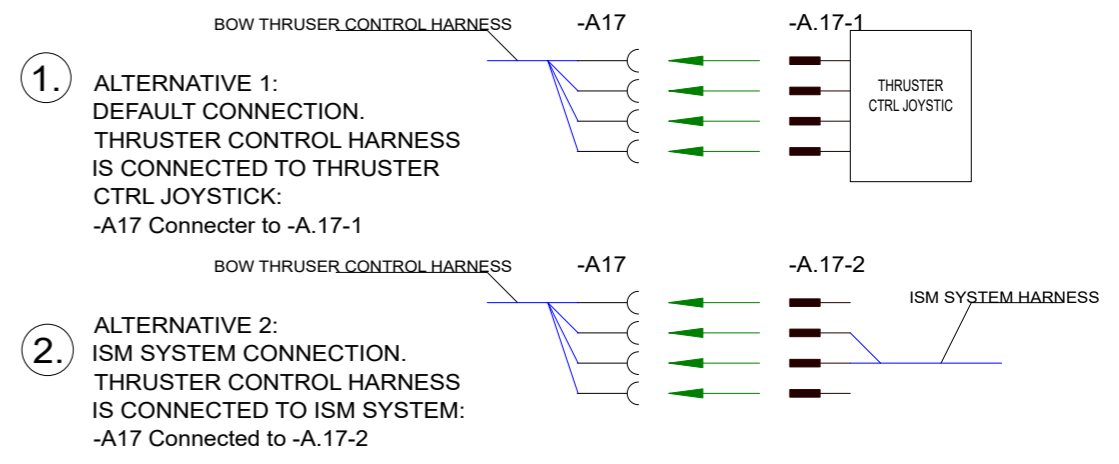 BOW THRUSER CONTROL HARNESS
-A17
-A.17-1
1.
ALTERNATIVE 1:
DEFAULT CONNECTION.
THRUSTER CONTROL HARNESS
IS CONNECTED TO THRUSTER
CTRL JOYSTICK:
-A17 Connecter to -A.17-1
THRUSTER
CTRL JOYSTIC
BOW THRUSER CONTROL HARNESS
-A17
-A.17-2
ISM SYSTEM HARNESS
2.
ALTERNATIVE 2:
ISM SYSTEM CONNECTION.
THRUSTER CONTROL HARNESS
IS CONNECTED TO ISM SYSTEM:
-A17 Connected to -A.17-2